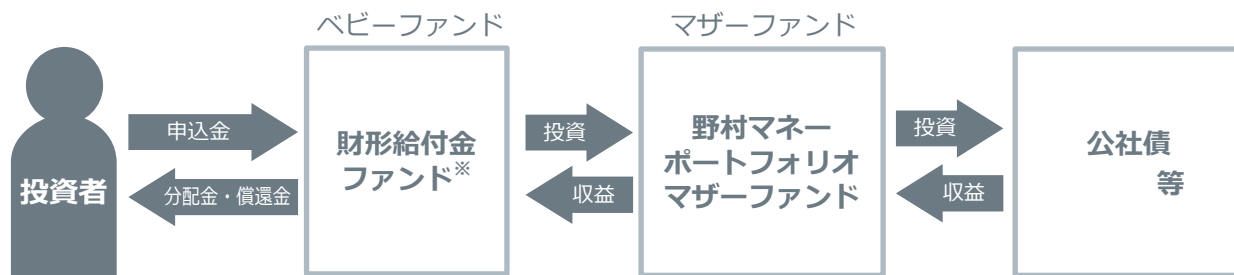 ベビーファンド
マザーファンド
投資者
申込金
分配金・償還金
財形給付金
ファンド※
投資
収益
野村マネー
ポートフォリオ
マザーファンド
投資
収益
公社債
等